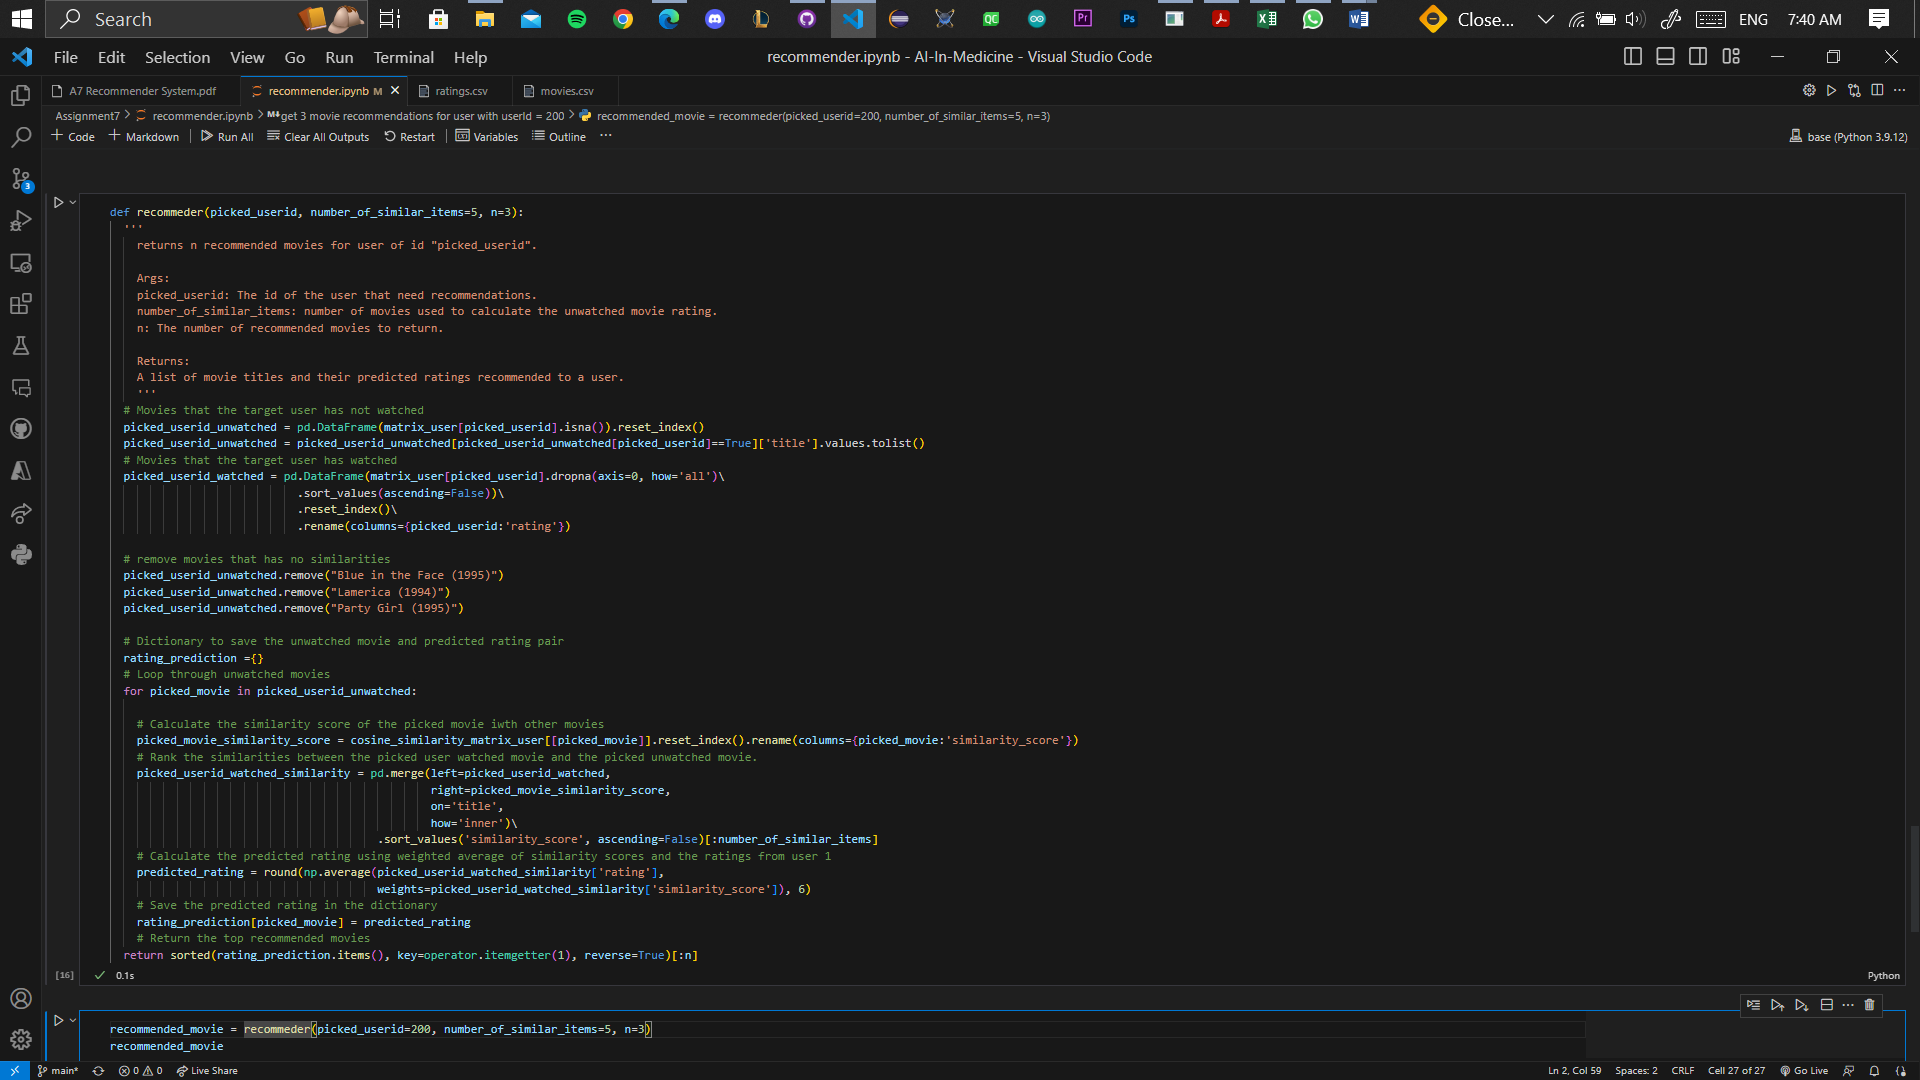 Search
Close...
ENG
7:40 AM
File Edit Selection View Go Run Terminal Help
recommender.ipynb - AI-In-Medicine - Visual Studio Code
A7 Recommender System.pdf
recommender.ipynb M
ratings.csv
movies.csv
Assignment7 > recommender.ipynb > M↓get 3 movie recommendations for user with userId = 200 > recommended_movie = recommeder(picked_userid=200, number_of_similar_items=5, n=3)
+ Code + Markdown | Run All Clear All Outputs Restart | Variables Outline ...
base (Python 3.9.12)
def recommeder(picked_userid, number_of_similar_items=5, n=3):
'''
returns n recommended movies for user of id "picked_userid".
Args:
picked_userid: The id of the user that need recommendations.
number_of_similar_items: number of movies used to calculate the unwatched movie rating.
n: The number of recommended movies to return.
Returns:
A list of movie titles and their predicted ratings recommended to a user.
'''
# Movies that the target user has not watched
picked_userid_unwatched = pd.DataFrame(matrix_user[picked_userid].isna()).reset_index()
picked_userid_unwatched = picked_userid_unwatched[picked_userid_unwatched[picked_userid]==True]['title'].values.tolist()
# Movies that the target user has watched
picked_userid_watched = pd.DataFrame(matrix_user[picked_userid].dropna(axis=0, how='all')\
.sort_values(ascending=False))\
.reset_index()\
.rename(columns={picked_userid:'rating'})
# remove movies that has no similarities
picked_userid_unwatched.remove("Blue in the Face (1995)")
picked_userid_unwatched.remove("Lamerica (1994)")
picked_userid_unwatched.remove("Party Girl (1995)")
# Dictionary to save the unwatched movie and predicted rating pair
rating_prediction ={}
# Loop through unwatched movies
for picked_movie in picked_userid_unwatched:
# Calculate the similarity score of the picked movie iwth other movies
picked_movie_similarity_score = cosine_similarity_matrix_user[[picked_movie]].reset_index().rename(columns={picked_movie:'similarity_score'})
# Rank the similarities between the picked user watched movie and the picked unwatched movie.
picked_userid_watched_similarity = pd.merge(left=picked_userid_watched,
right=picked_movie_similarity_score,
on='title',
how='inner')\
.sort_values('similarity_score', ascending=False)[:number_of_similar_items]
# Calculate the predicted rating using weighted average of similarity scores and the ratings from user 1
predicted_rating = round(np.average(picked_userid_watched_similarity['rating'],
weights=picked_userid_watched_similarity['similarity_score']), 6)
# Save the predicted rating in the dictionary
rating_prediction[picked_movie] = predicted_rating
# Return the top recommended movies
return sorted(rating_prediction.items(), key=operator.itemgetter(1), reverse=True)[:n]
[16] ✓ 0.1s
Python
recommended_movie = recommeder(picked_userid=200, number_of_similar_items=5, n=3)
recommended_movie
main* 0 0 Live Share
Ln 2, Col 59 Spaces: 2 CRLF Cell 27 of 27 Go Live